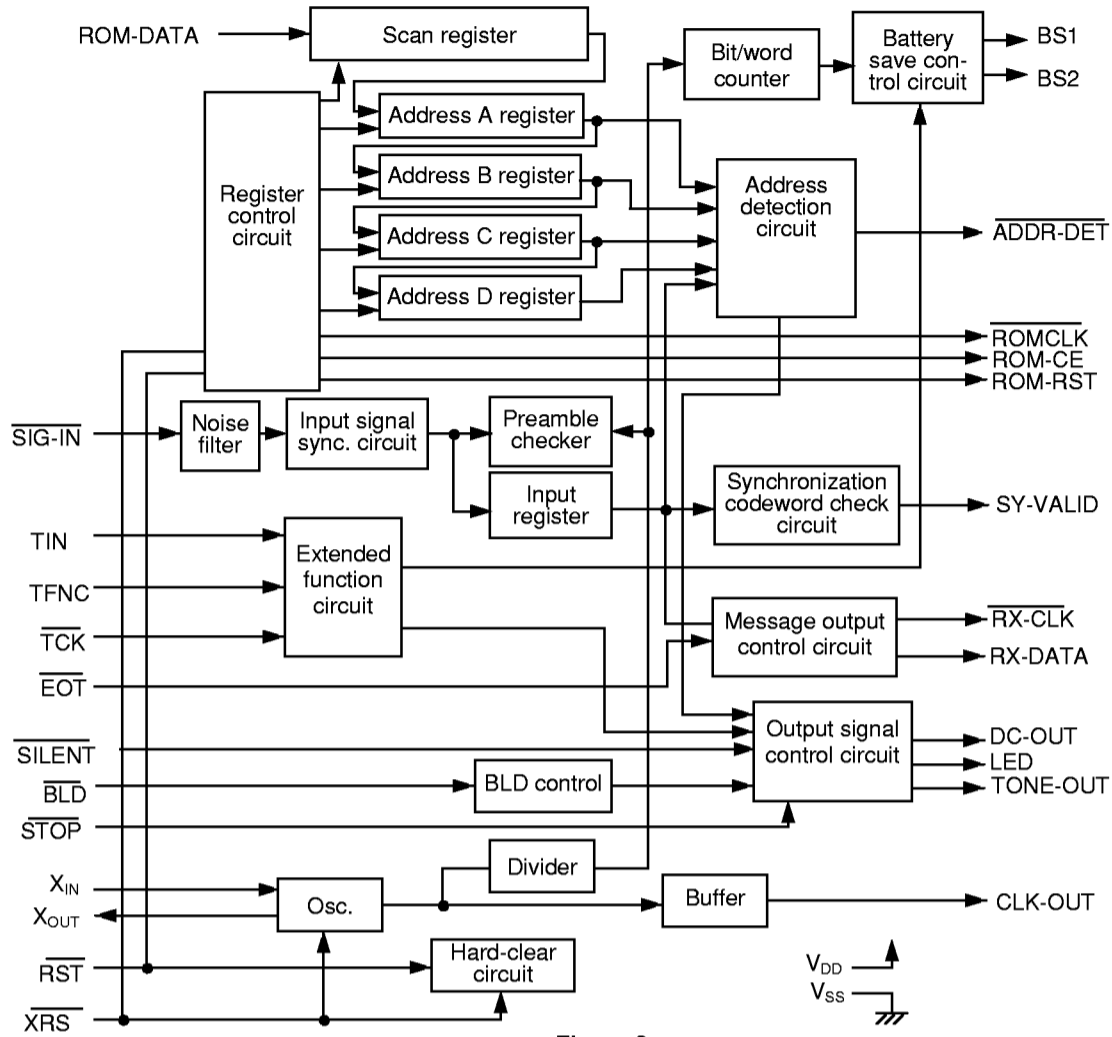 ROM-DATA
Scan register
Bit/word
counter
Battery
save con-
trol circuit
BS1
BS2
Register
control
circuit
Address A register
Address B register
Address C register
Address D register
Address
detection
circuit
ADDR-DET
ROMCLK
ROM-CE
ROM-RST
SIG-IN
Noise
filter
Input signal
sync. circuit
Preamble
checker
Input
register
Synchronization
codeword check
circuit
SY-VALID
TIN
TFNC
TCK
EOT
Extended
function
circuit
Message output
control circuit
RX-CLK
RX-DATA
SILENT
BLD
STOP
BLD control
Output signal
control circuit
DC-OUT
LED
TONE-OUT
XIN
XOUT
Osc.
Divider
Buffer
CLK-OUT
RST
XRS
Hard-clear
circuit
VDD
VSS